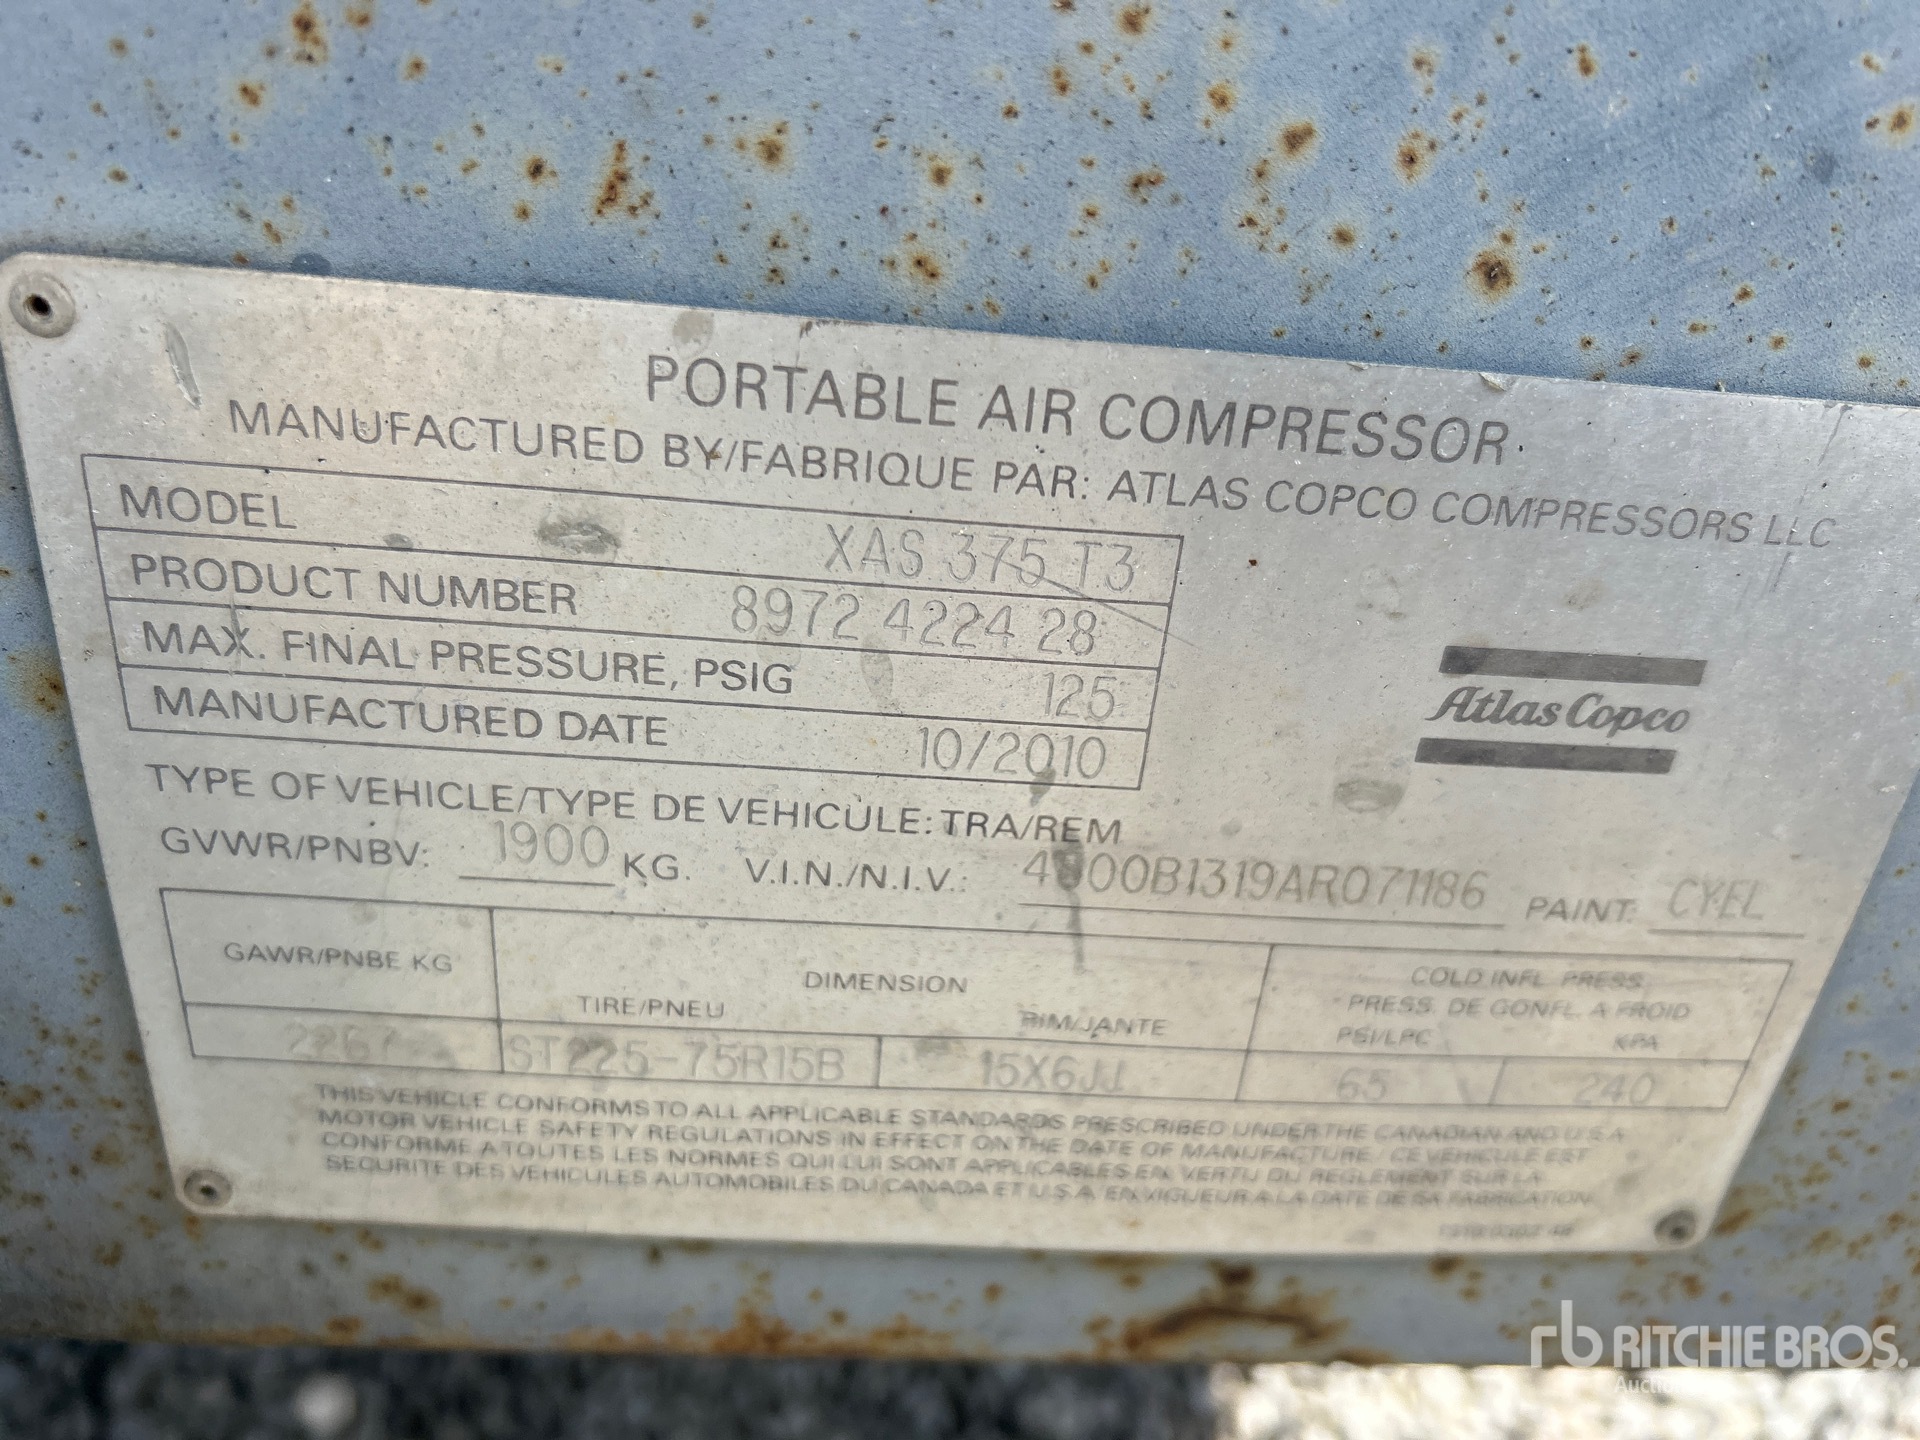 PORTABLE AIR COMPRESSOR
MANUFACTURED BY/FABRIQUE PAR: ATLAS COPCO COMPRESSORS LLC
MODEL XAS 375 T3
PRODUCT NUMBER 8972 4224 28
MAX. FINAL PRESSURE, PSIG 125
MANUFACTURED DATE 10/2010
Atlas Copco
TYPE OF VEHICLE/TYPE DE VEHICULE: TRA/REM
GVWR/PNBV: 1900 KG. V.I.N./N.I.V.: PAINT: CYEL
GAWR/PNBE KG DIMENSION COLD INFL PRESS.
TIRE/PNEU RIM/JANTE PRESS. DE GONFL. A FROID
PSI/LPC KPA
2267 ST225-75R15B 15X6JJ 65 240
THIS VEHICLE CONFORMS TO ALL APPLICABLE STANDARDS PRESCRIBED UNDER THE CANADIAN AND U.S.A
MOTOR VEHICLE SAFETY REGULATIONS IN EFFECT ON THE DATE OF MANUFACTURE / CE VEHICULE EST
CONFORME A TOUTES LES NORMES QUI LUI SONT APPLICABLES EN VERTU DU REGLEMENT SUR LA
SECURITE DES VEHICULES AUTOMOBILES DU CANADA ET U.S.A EN VIGUEUR A LA DATE DE SA FABRICATION
rb RITCHIE BROS.